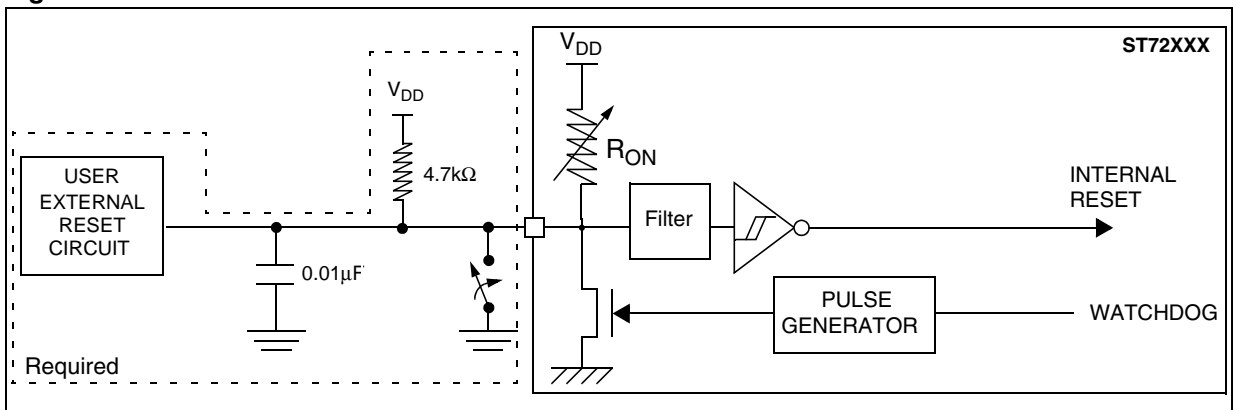 V_DD
ST72XXX
V_DD
R_ON
4.7kΩ
USER
EXTERNAL
RESET
CIRCUIT
Filter
INTERNAL
RESET
0.01μF
PULSE
GENERATOR
WATCHDOG
Required